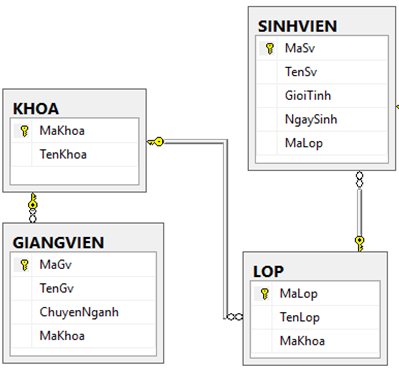 SINHVIEN
MaSv
TenSv
GioiTinh
NgaySinh
MaLop
KHOA
MaKhoa
TenKhoa
GIANGVIEN
MaGv
TenGv
ChuyenNganh
MaKhoa
LOP
MaLop
TenLop
MaKhoa